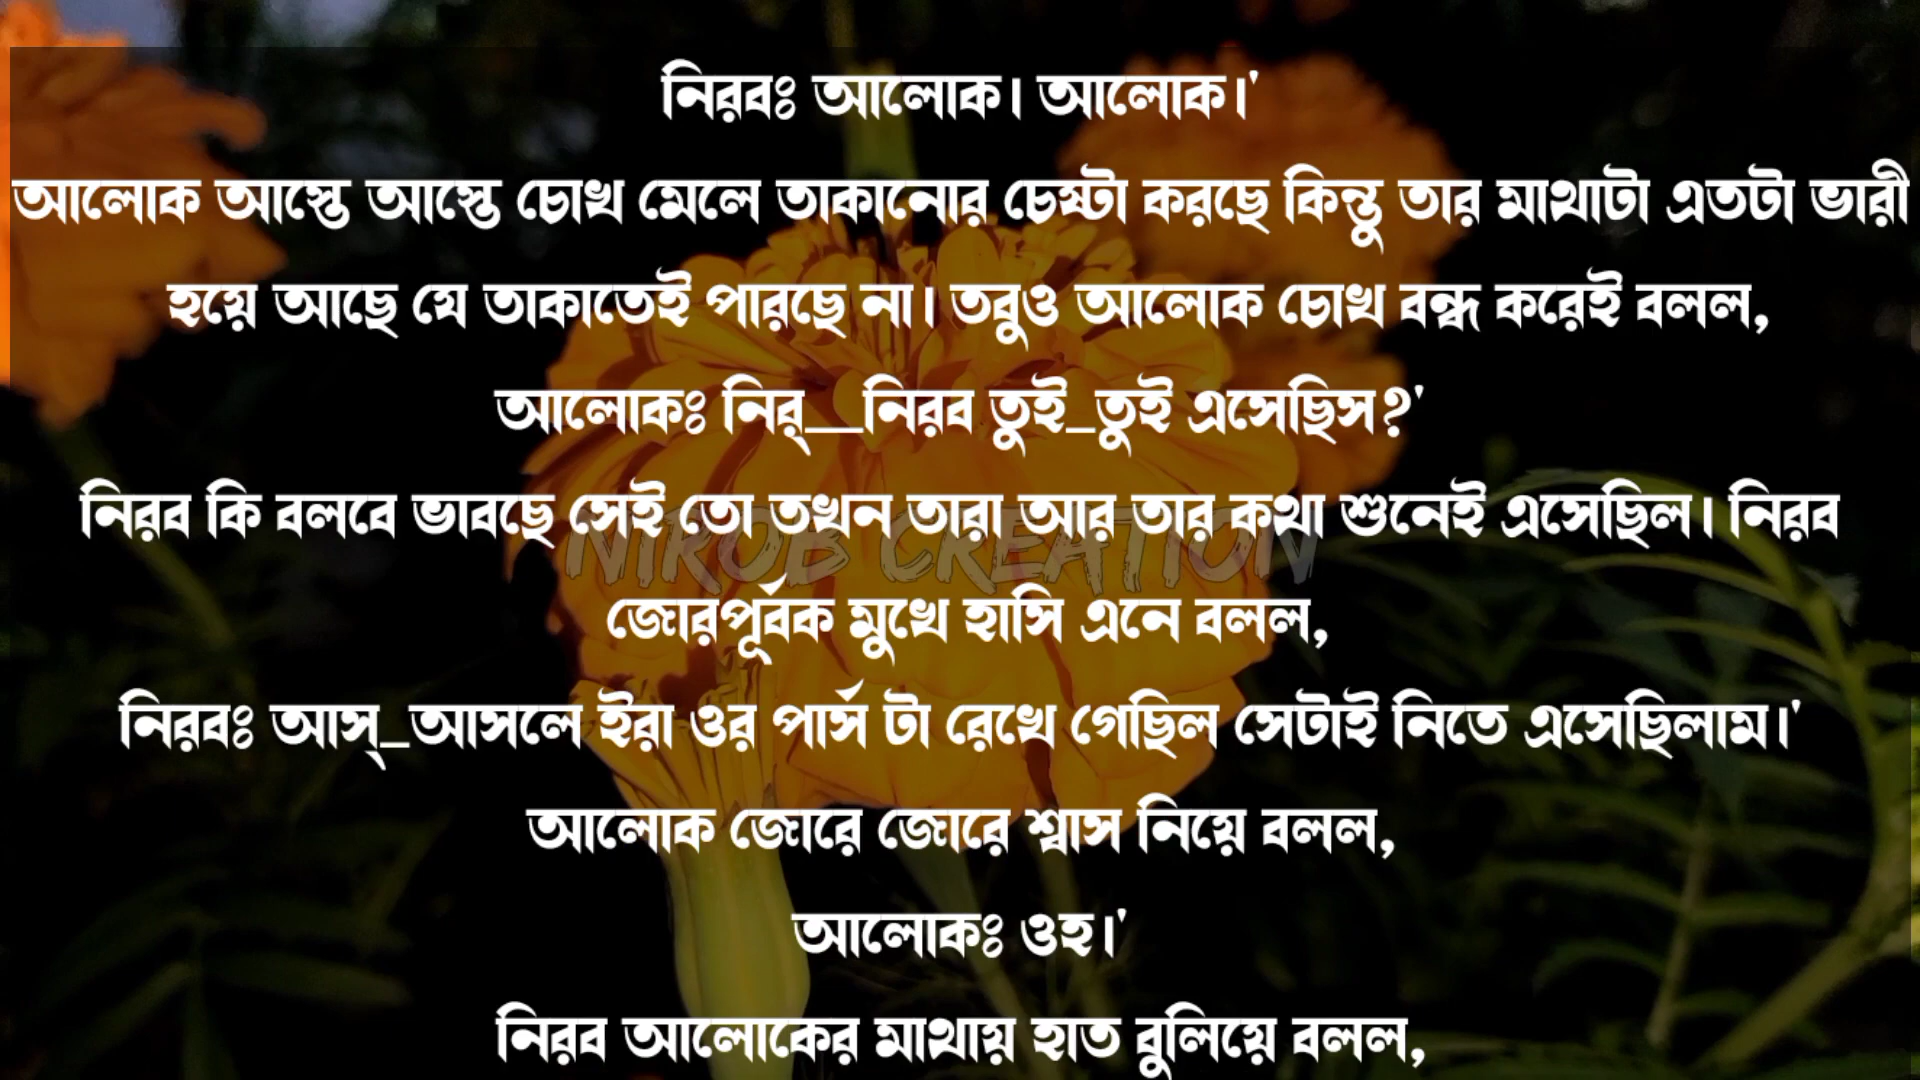 নিরবঃ আলোক। আলোক।'
আলোক আস্তে আস্তে চোখ মেলে তাকানোর চেষ্টা করছে কিন্তু তার মাথাটা এতটা ভারী
হয়ে আছে যে তাকাতেই পারছে না। তবুও আলোক চোখ বন্ধ করেই বলল,
আলোকঃ নির্__নিরব তুই_তুই এসেছিস?'
নিরব কি বলবে ভাবছে সেই তো তখন তারা আর তার কথা শুনেই এসেছিল। নিরব
NIROB CREATION
জোরপূর্বক মুখে হাসি এনে বলল,
নিরবঃ আস্_আসলে ইরা ওর পার্স টা রেখে গেছিল সেটাই নিতে এসেছিলাম।'
আলোক জোরে জোরে শ্বাস নিয়ে বলল,
আলোকঃ ওহ।'
নিরব আলোকের মাথায় হাত বুলিয়ে বলল,